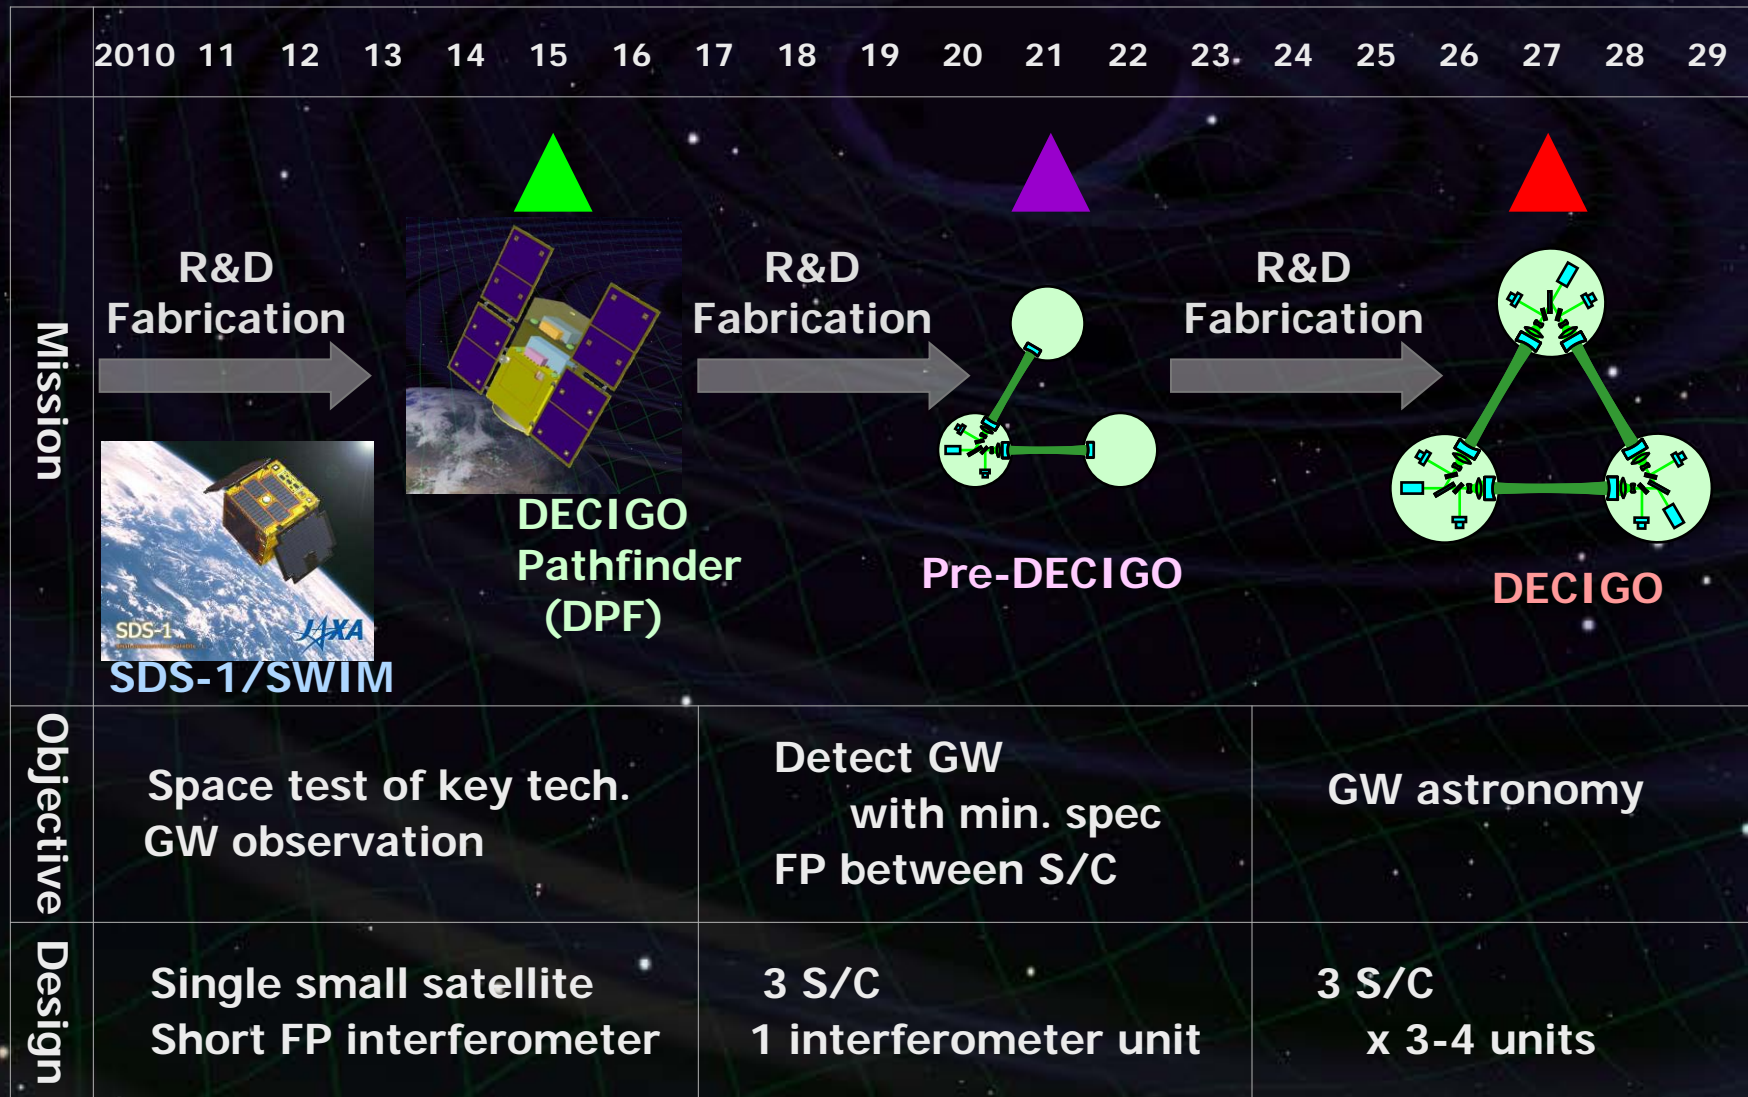 2010 11 12 13 14 15 16 17 18 19 20 21 22 23 24 25 26 27 28 29
Mission
R&D
Fabrication
R&D
Fabrication
R&D
Fabrication
SDS-1
JAXA
SDS-1/SWIM
DECIGO
Pathfinder
(DPF)
Pre-DECIGO
DECIGO
Objective
Space test of key tech.
GW observation
Detect GW
with min. spec
FP between S/C
GW astronomy
Design
Single small satellite
Short FP interferometer
3 S/C
1 interferometer unit
3 S/C
x 3-4 units